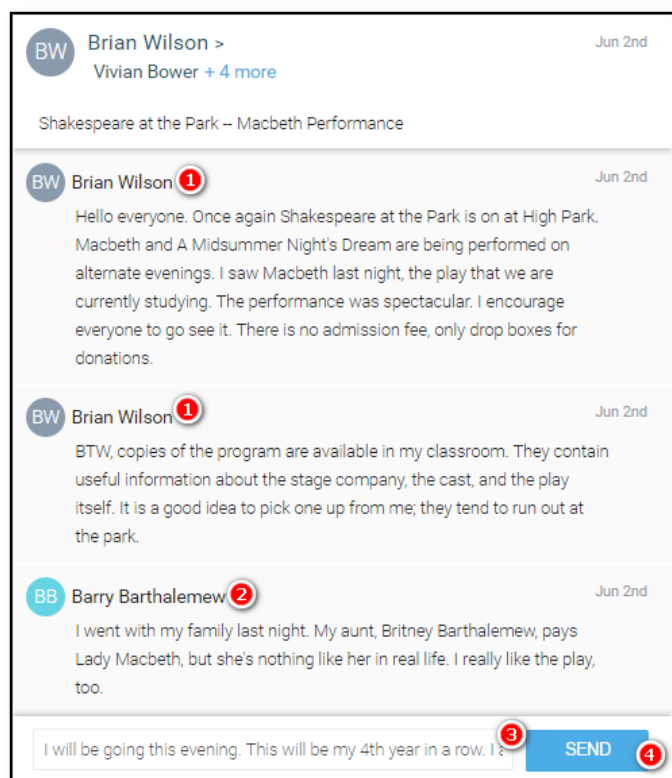 BW Brian Wilson > Jun 2nd
Vivian Bower + 4 more
Shakespeare at the Park -- Macbeth Performance
BW Brian Wilson 1 Jun 2nd
Hello everyone. Once again Shakespeare at the Park is on at High Park.
Macbeth and A Midsummer Night's Dream are being performed on
alternate evenings. I saw Macbeth last night, the play that we are
currently studying. The performance was spectacular. I encourage
everyone to go see it. There is no admission fee, only drop boxes for
donations.
BW Brian Wilson 1 Jun 2nd
BTW, copies of the program are available in my classroom. They contain
useful information about the stage company, the cast, and the play
itself. It is a good idea to pick one up from me; they tend to run out at
the park.
BB Barry Barthalemew 2 Jun 2nd
I went with my family last night. My aunt, Britney Barthalemew, pays
Lady Macbeth, but she's nothing like her in real life. I really like the play,
too.
I will be going this evening. This will be my 4th year in a row. I 3 SEND 4